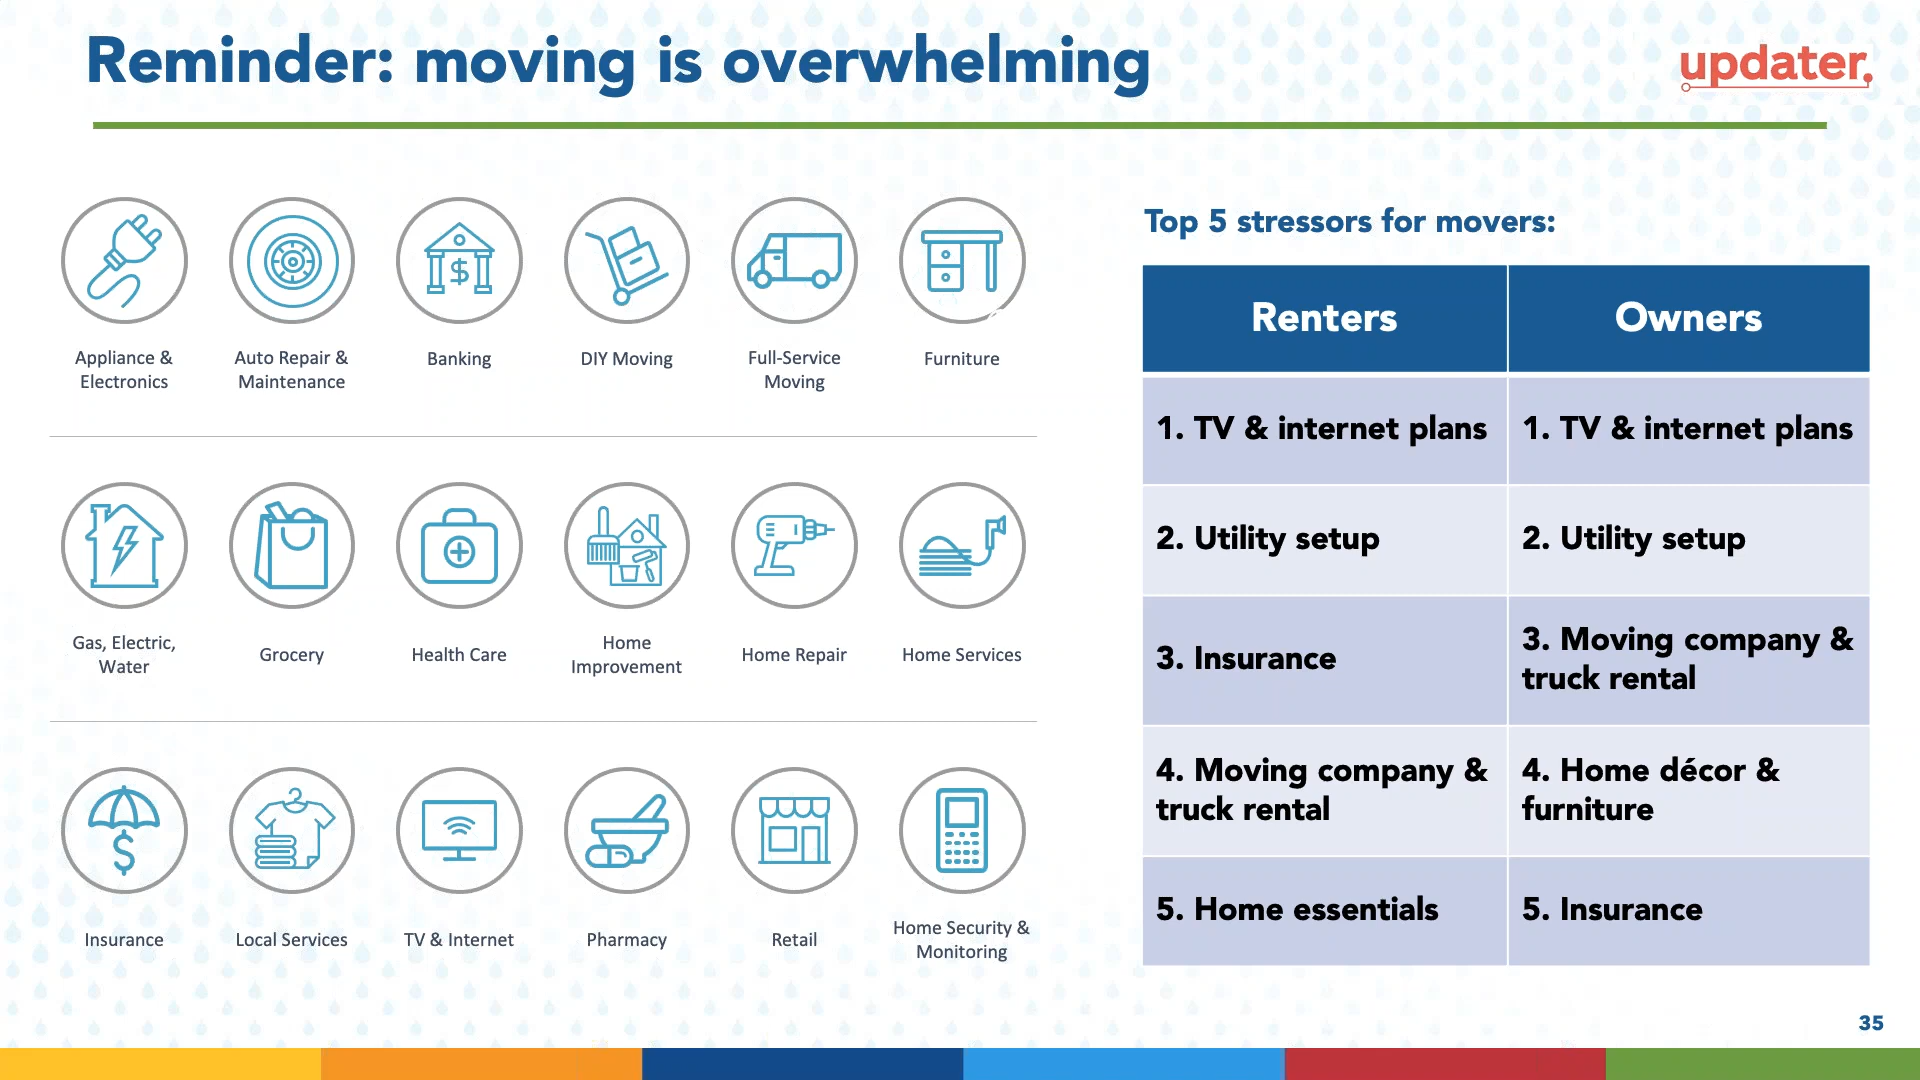 Reminder: moving is overwhelming
updater.
Appliance &
Electronics
Auto Repair &
Maintenance
Banking
DIY Moving
Full-Service
Moving
Furniture
Gas, Electric,
Water
Grocery
Health Care
Home
Improvement
Home Repair
Home Services
Insurance
Local Services
TV & Internet
Pharmacy
Retail
Home Security &
Monitoring
Top 5 stressors for movers:
Renters
Owners
1. TV & internet plans
1. TV & internet plans
2. Utility setup
2. Utility setup
3. Insurance
3. Moving company &
truck rental
4. Moving company &
truck rental
4. Home décor &
furniture
5. Home essentials
5. Insurance
35